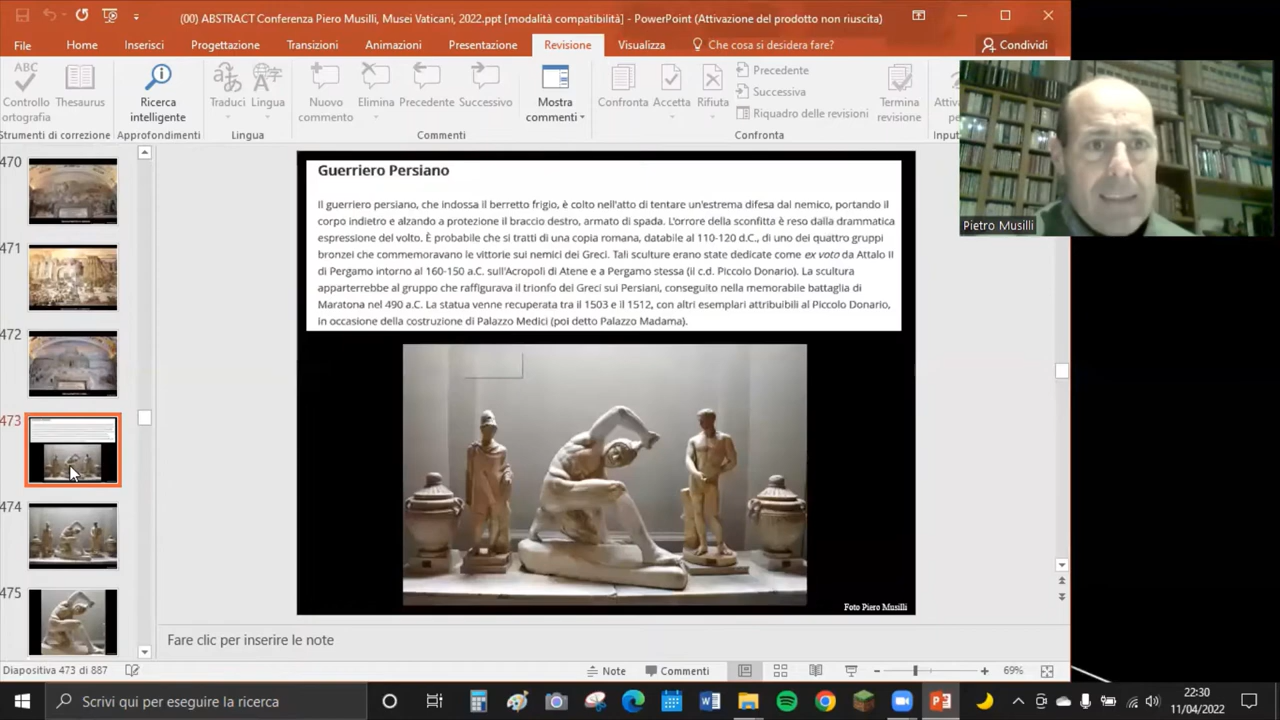 (00) ABSTRACT Conferenza Piero Musilli, Musei Vaticani, 2022.ppt [modalità compatibilità] - PowerPoint (Attivazione del prodotto non riuscita)
File Home Inserisci Progettazione Transizioni Animazioni Presentazione Revisione Visualizza Che cosa si desidera fare? Condividi
ABC
Controllo ortografia
Thesaurus
Strumenti di correzione
Ricerca intelligente
Approfondimenti
Traduci
Lingua
Lingua
Nuovo commento
Elimina
Precedente
Successivo
Mostra commenti
Commenti
Confronta
Accetta
Rifiuta
Precedente
Successiva
Riquadro delle revisioni
Confronta
Termina revisione
Pietro Musilli
470
471
472
473
474
475
Guerriero Persiano
Il guerriero persiano, che indossa il berretto frigio, è colto nell'atto di tentare un'estrema difesa dal nemico, portando il
corpo indietro e alzando a protezione il braccio destro, armato di spada. L'orrore della sconfitta è reso dalla drammatica
espressione del volto. È probabile che si tratti di una copia romana, databile al 110-120 d.C., di uno dei quattro gruppi
bronzei che commemoravano le vittorie sui nemici dei Greci. Tali sculture erano state dedicate come ex voto da Attalo II
di Pergamo intorno al 160-150 a.C. sull'Acropoli di Atene e a Pergamo stessa (il c.d. Piccolo Donario). La scultura
apparterrebbe al gruppo che raffigurava il trionfo dei Greci sui Persiani, conseguito nella memorabile battaglia di
Maratona nel 490 a.C. La statua venne recuperata tra il 1503 e il 1512, con altri esemplari attribuibili al Piccolo Donario,
in occasione della costruzione di Palazzo Medici (poi detto Palazzo Madama).
Foto Piero Musilli
Fare clic per inserire le note
Diapositiva 473 di 887
Note
Commenti
69%
Scrivi qui per eseguire la ricerca
22:30
11/04/2022